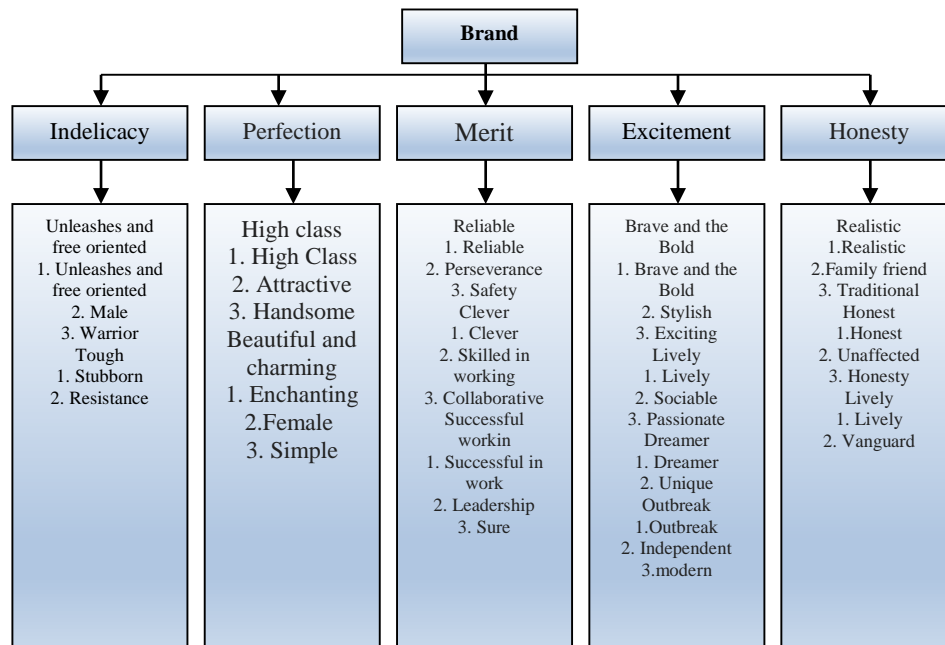 Brand
Indelicacy
Perfection
Merit
Excitement
Honesty
Unleashes and
free oriented
1. Unleashes and
free oriented
2. Male
3. Warrior
Tough
1. Stubborn
2. Resistance
High class
1. High Class
2. Attractive
3. Handsome
Beautiful and
charming
1. Enchanting
2.Female
3. Simple
Reliable
1. Reliable
2. Perseverance
3. Safety
Clever
1. Clever
2. Skilled in
working
3. Collaborative
Successful
workin
1. Successful in
work
2. Leadership
3. Sure
Brave and the
Bold
1. Brave and the
Bold
2. Stylish
3. Exciting
Lively
1. Lively
2. Sociable
3. Passionate
Dreamer
1. Dreamer
2. Unique
Outbreak
1.Outbreak
2. Independent
3.modern
Realistic
1.Realistic
2.Family friend
3. Traditional
Honest
1.Honest
2. Unaffected
3. Honesty
Lively
1. Lively
2. Vanguard